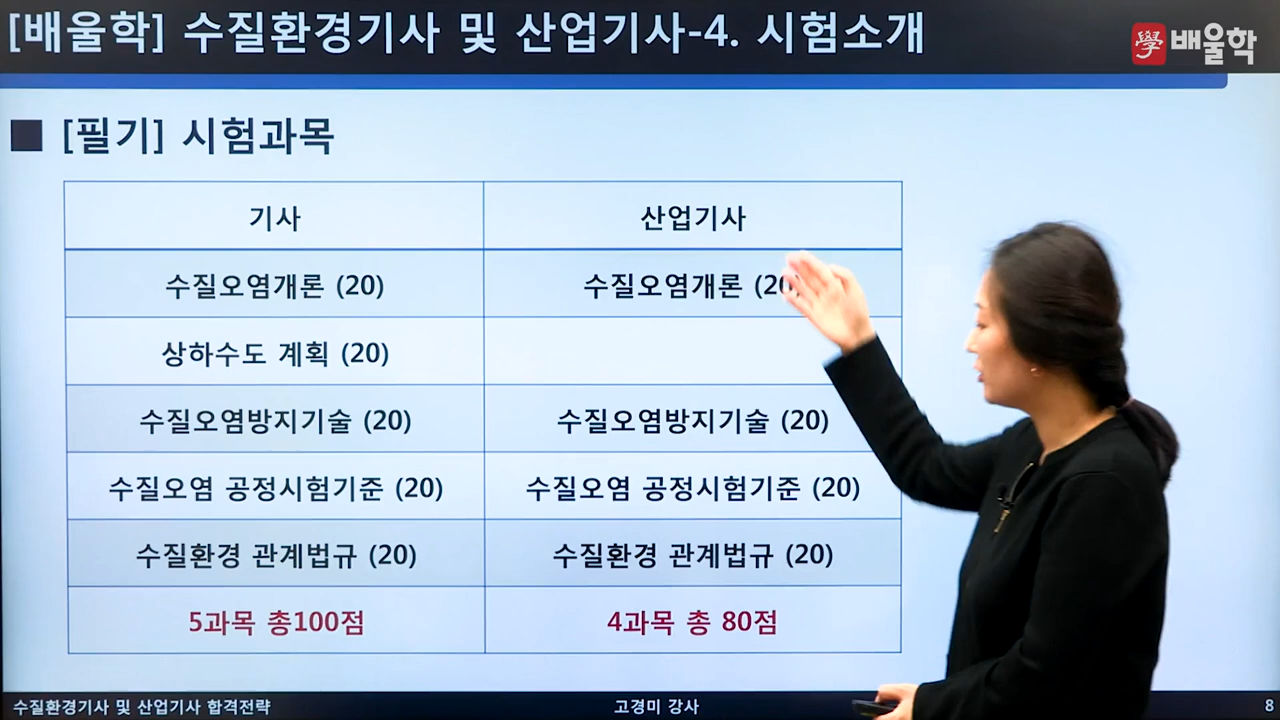 [배울학] 수질환경기사 및 산업기사-4. 시험소개
學 배울학
■ [필기] 시험과목
기사 산업기사
수질오염개론 (20) 수질오염개론 (20)
상하수도 계획 (20)
수질오염방지기술 (20) 수질오염방지기술 (20)
수질오염 공정시험기준 (20) 수질오염 공정시험기준 (20)
수질환경 관계법규 (20) 수질환경 관계법규 (20)
5과목 총100점 4과목 총 80점
수질환경기사 및 산업기사 합격전략 고경미 강사 8